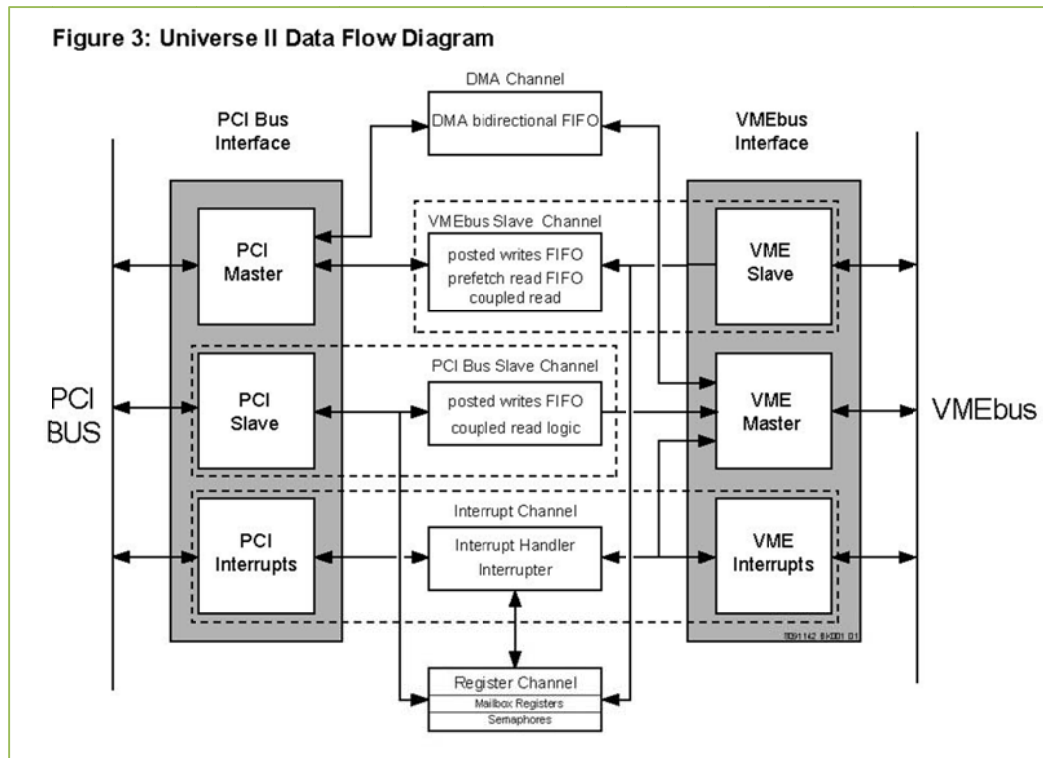 Figure 3: Universe II Data Flow Diagram
DMA Channel
DMA bidirectional FIFO
PCI Bus
Interface
VMEbus
Interface
VMEbus Slave Channel
PCI
Master
posted writes FIFO
prefetch read FIFO
coupled read
VME
Slave
PCI Bus Slave Channel
PCI
BUS
PCI
Slave
posted writes FIFO
coupled read logic
VME
Master
VMEbus
Interrupt Channel
PCI
Interrupts
Interrupt Handler
Interrupter
VME
Interrupts
Register Channel
Mailbox Registers
Semaphores